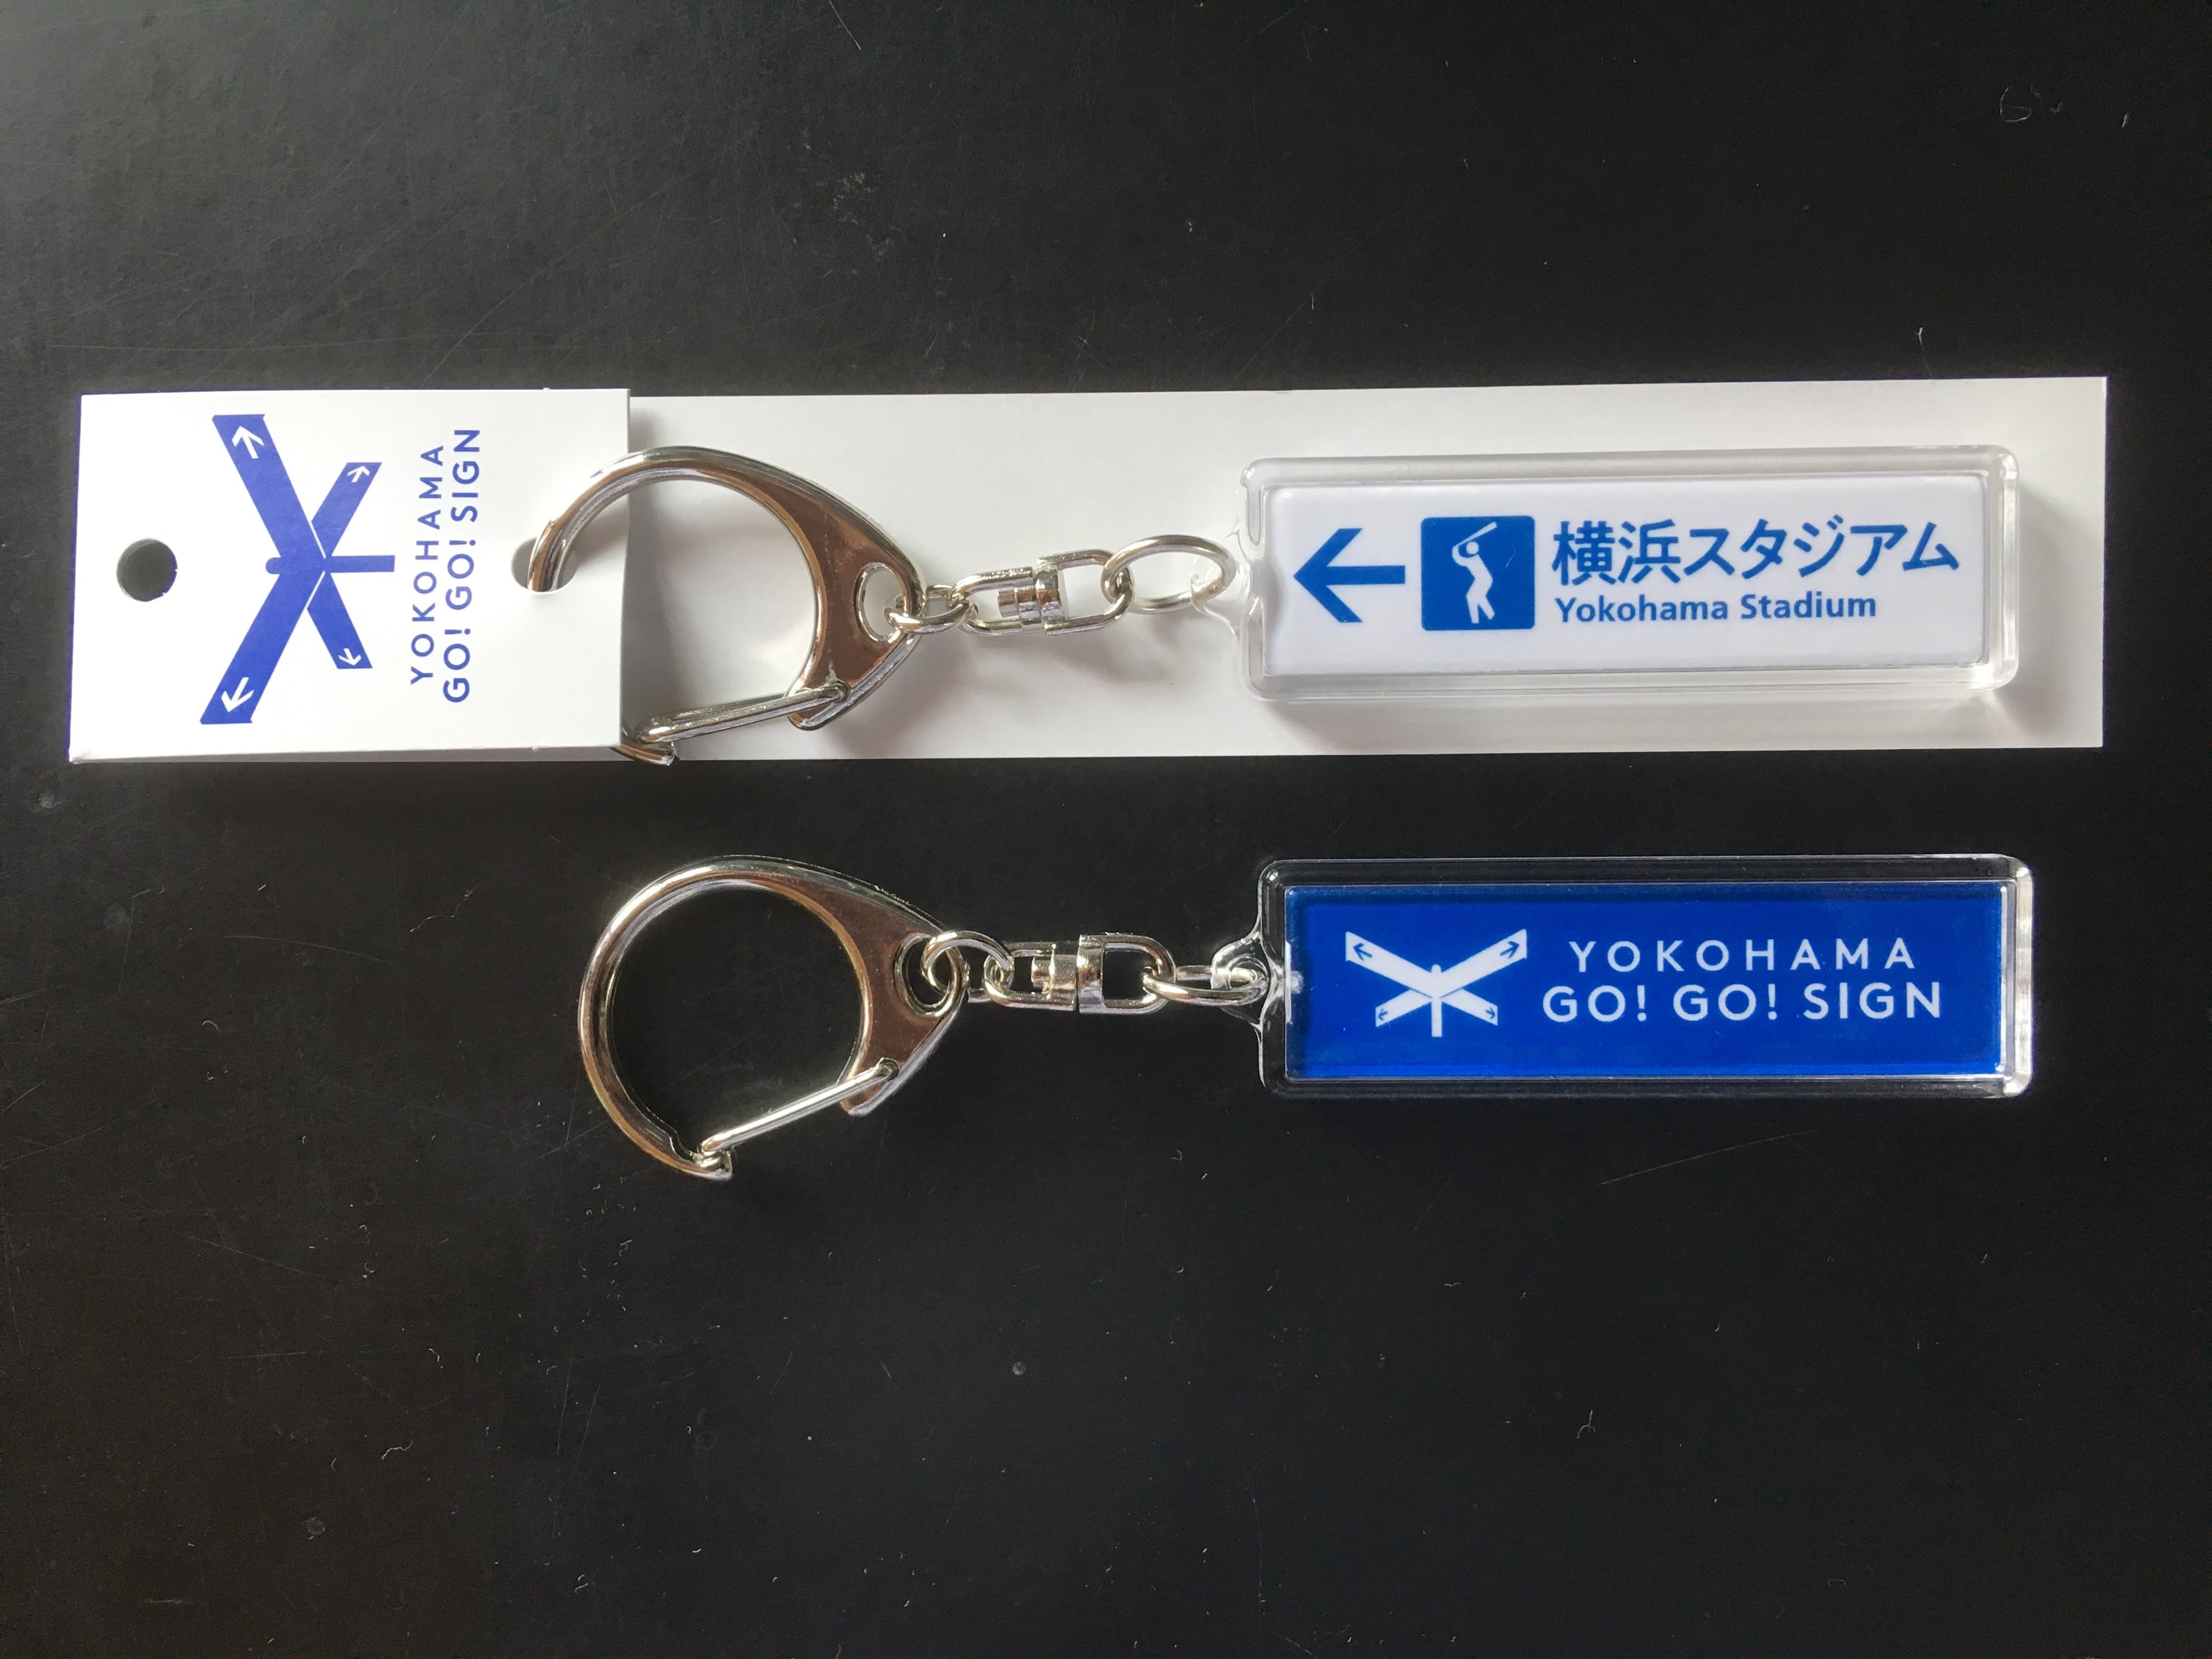 YOKOHAMA
GO! GO! SIGN
横浜スタジアム
Yokohama Stadium
YOKOHAMA
GO! GO! SIGN